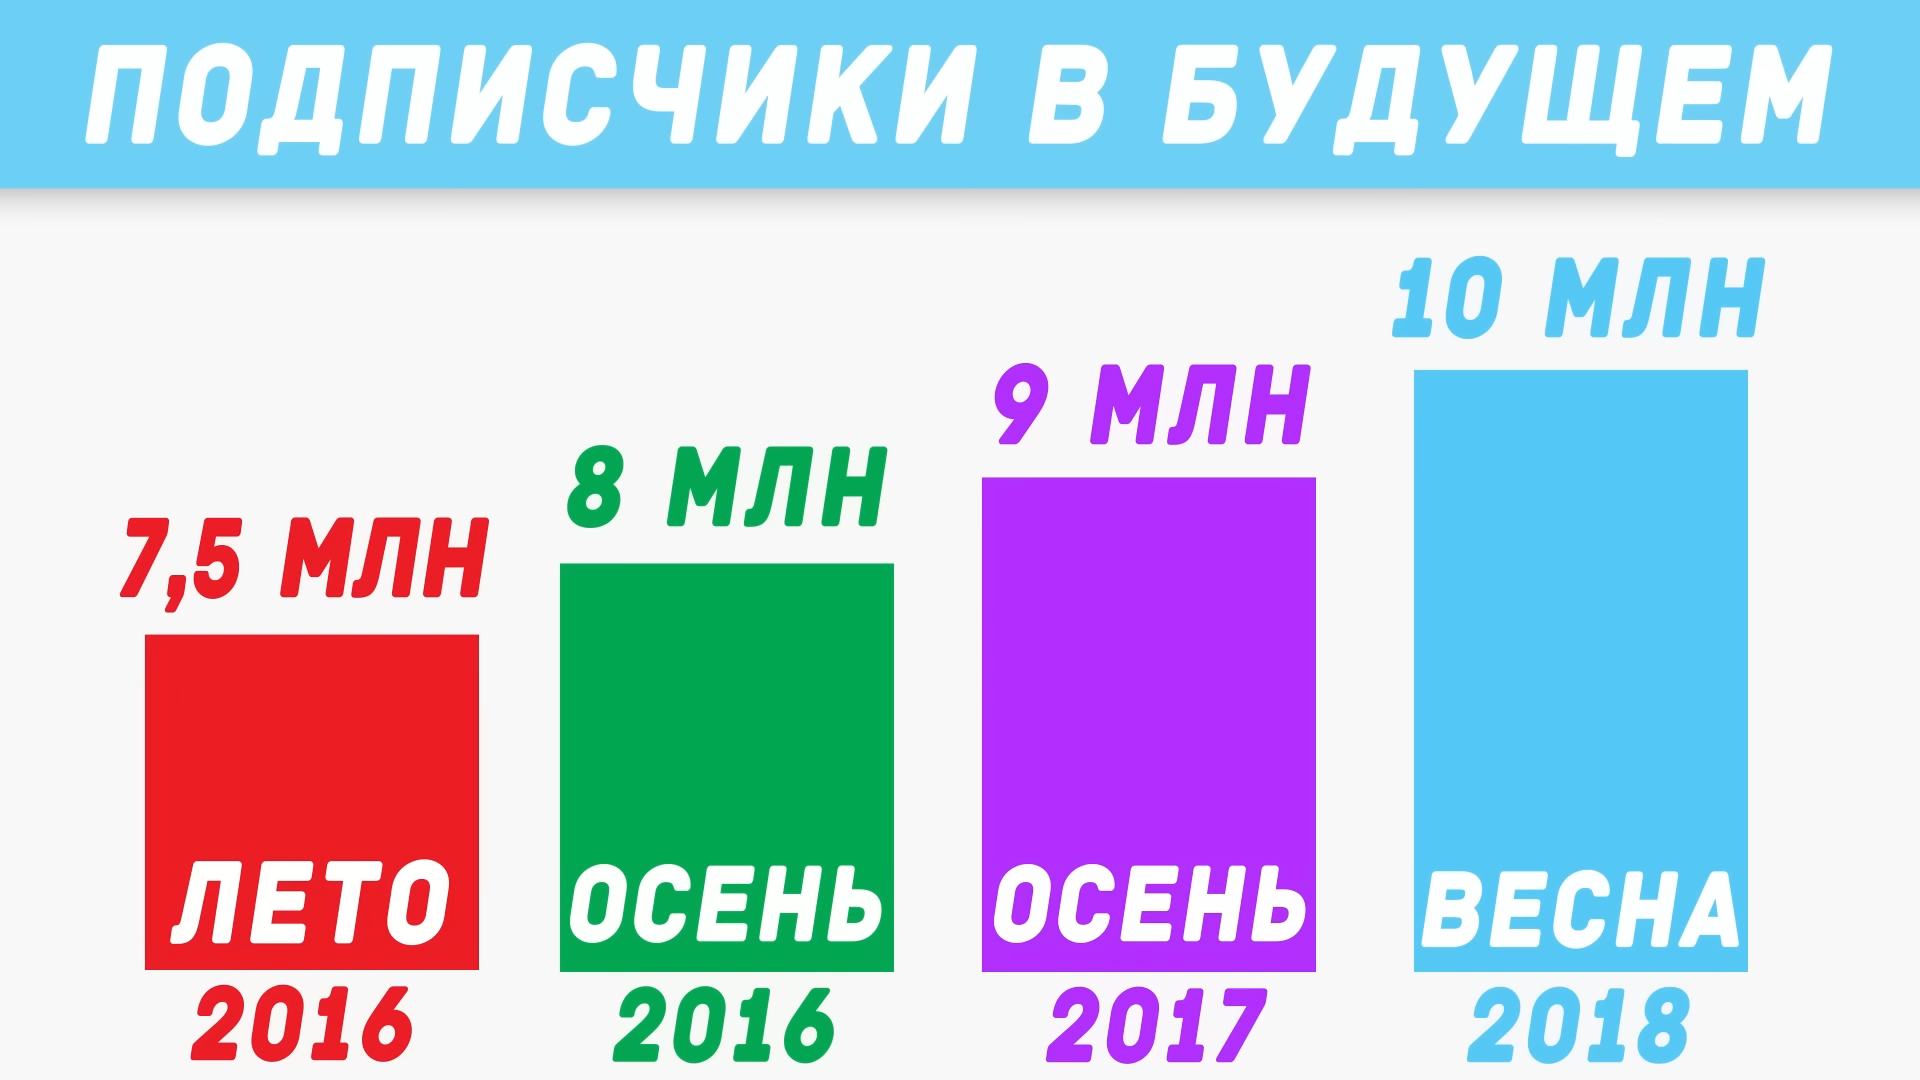 ПОДПИСЧИКИ В БУДУЩЕМ
7,5 МЛН
ЛЕТО
2016
8 МЛН
ОСЕНЬ
2016
9 МЛН
ОСЕНЬ
2017
10 МЛН
ВЕСНА
2018